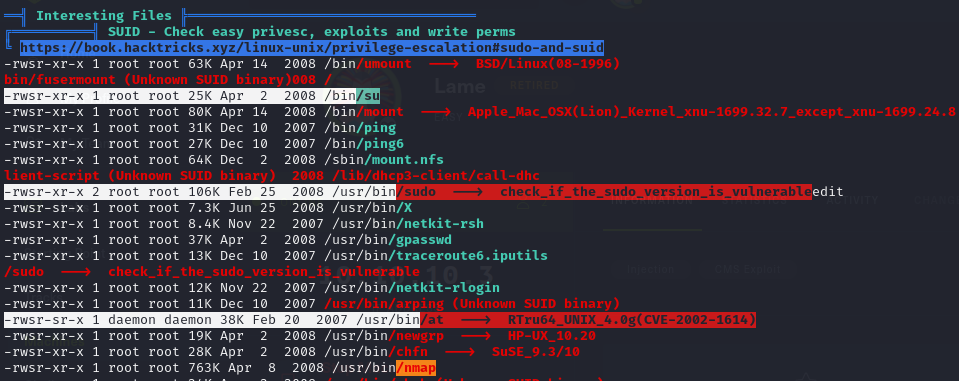 Interesting Files
SUID - Check easy privesc, exploits and write perms
https://book.hacktricks.xyz/linux-unix/privilege-escalation#sudo-and-suid
-rwsr-xr-x 1 root root 63K Apr 14  2008 /bin/umount  --->  BSD/Linux(08-1996)
bin/fusermount (Unknown SUID binary)008 /
-rwsr-xr-x 1 root root 25K Apr  2  2008 /bin/su
-rwsr-xr-x 1 root root 80K Apr 14  2008 /bin/mount  --->  Apple_Mac_OSX(Lion)_Kernel_xnu-1699.32.7_except_xnu-1699.24.8
-rwsr-xr-x 1 root root 31K Dec 10  2007 /bin/ping
-rwsr-xr-x 1 root root 27K Dec 10  2007 /bin/ping6
-rwsr-xr-x 1 root root 64K Dec  2  2008 /sbin/mount.nfs
lient-script (Unknown SUID binary)  2008 /lib/dhcp3-client/call-dhc
-rwsr-xr-x 2 root root 106K Feb 25  2008 /usr/bin/sudo  --->  check_if_the_sudo_version_is_vulnerableedit
-rwsr-xr-x 1 root root 7.3K Jun 25  2008 /usr/bin/X
-rwsr-xr-x 1 root root 8.4K Nov 22  2007 /usr/bin/netkit-rsh
-rwsr-xr-x 1 root root 37K Apr  2  2008 /usr/bin/gpasswd
-rwsr-xr-x 1 root root 13K Dec 10  2007 /usr/bin/traceroute6.iputils
/sudo  --->  check_if_the_sudo_version_is_vulnerable
-rwsr-xr-x 1 root root 12K Nov 22  2007 /usr/bin/netkit-rlogin
-rwsr-xr-x 1 root root 11K Dec 10  2007 /usr/bin/arping (Unknown SUID binary)
-rwsr-sr-x 1 daemon daemon 38K Feb 20  2007 /usr/bin/at  --->  RTru64_UNIX_4.0g(CVE-2002-1614)
-rwsr-xr-x 1 root root 19K Apr  2  2008 /usr/bin/newgrp  --->  HP-UX_10.20
-rwsr-xr-x 1 root root 28K Apr  2  2008 /usr/bin/chfn  --->  SuSE_9.3/10
-rwsr-xr-x 1 root root 763K Apr  8  2008 /usr/bin/nmap
Lame
RETIRED
10 3